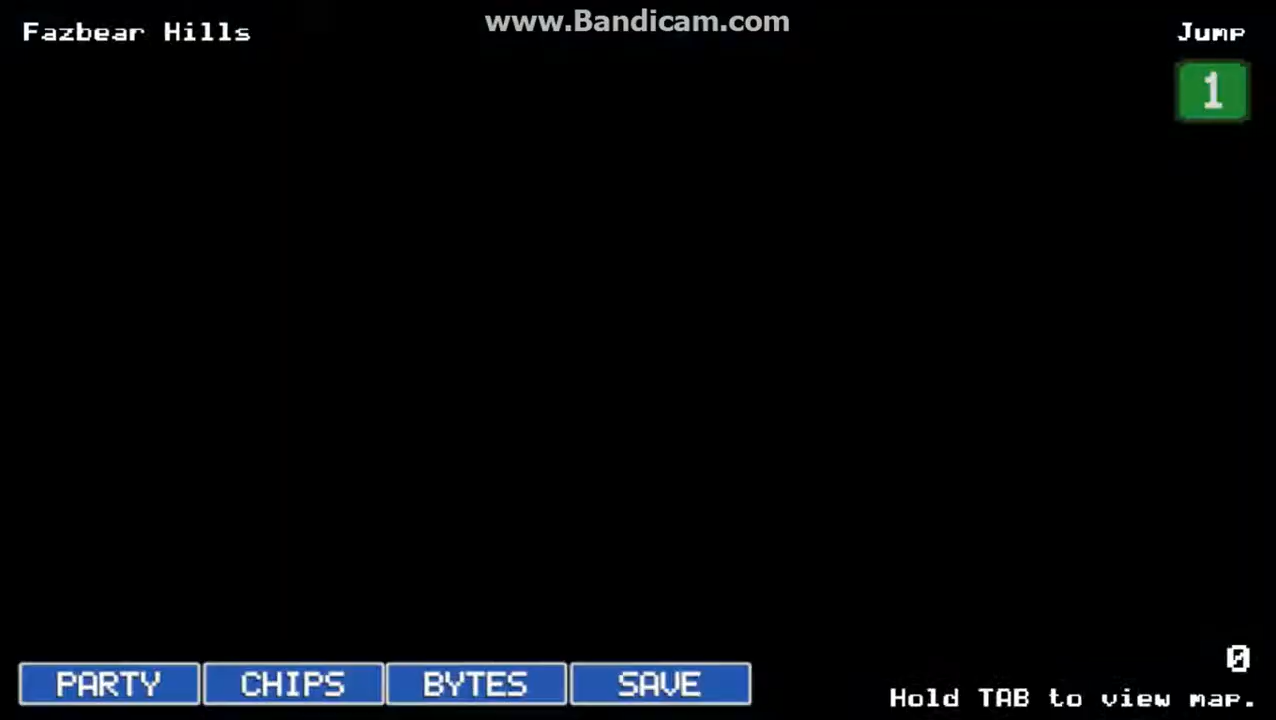 Fazbear Hills
www.Bandicam.com
Jump
1
PARTY
CHIPS
BYTES
SAVE
0
Hold TAB to view map.